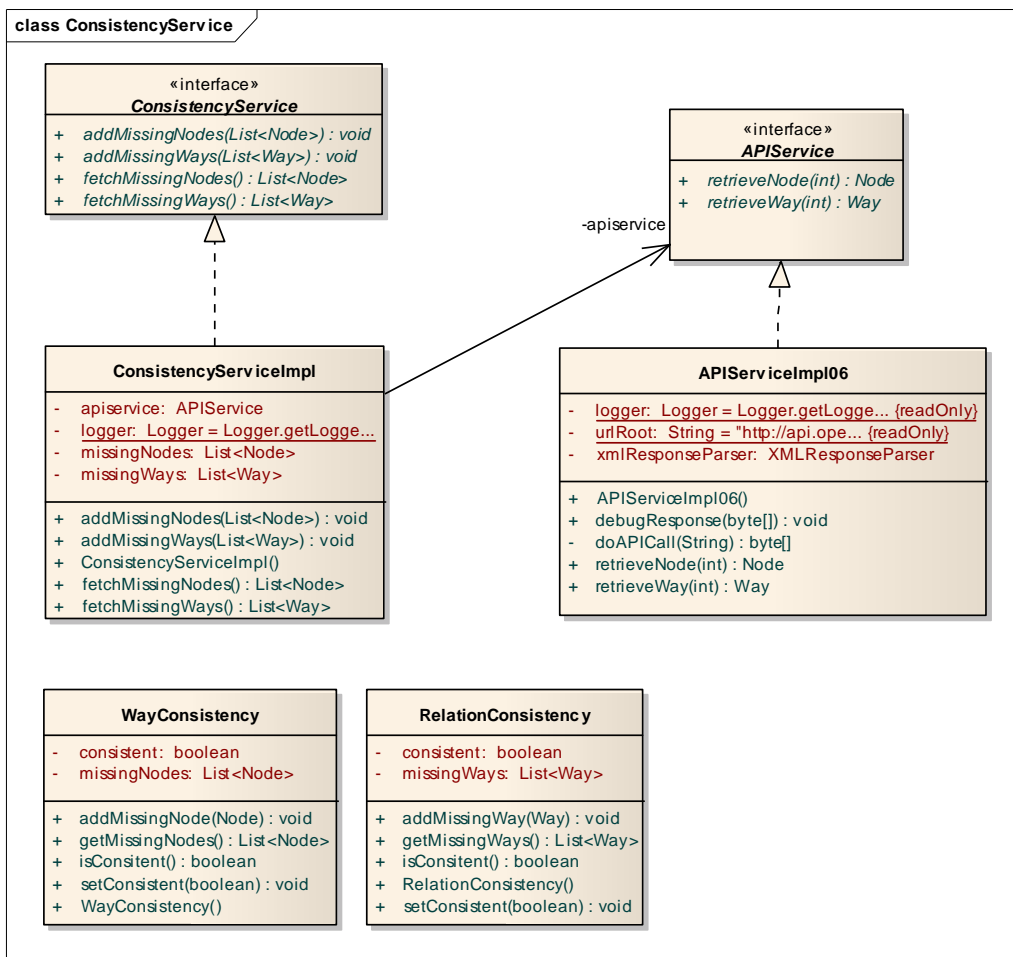 class ConsistencyService
«interface»
ConsistencyService
+ addMissingNodes(List<Node>) : void
+ addMissingWays(List<Way>) : void
+ fetchMissingNodes() : List<Node>
+ fetchMissingWays() : List<Way>
«interface»
APIService
+ retrieveNode(int) : Node
+ retrieveWay(int) : Way
-apiservice
ConsistencyServiceImpl
- apiservice: APIService
- logger: Logger = Logger.getLogge...
- missingNodes: List<Node>
- missingWays: List<Way>
+ addMissingNodes(List<Node>) : void
+ addMissingWays(List<Way>) : void
+ ConsistencyServiceImpl()
+ fetchMissingNodes() : List<Node>
+ fetchMissingWays() : List<Way>
APIServiceImpl06
- logger: Logger = Logger.getLogge... {readOnly}
- urlRoot: String = "http://api.ope... {readOnly}
- xmlResponseParser: XMLResponseParser
+ APIServiceImpl06()
+ debugResponse(byte[]) : void
- doAPICall(String) : byte[]
+ retrieveNode(int) : Node
+ retrieveWay(int) : Way
WayConsistency
- consistent: boolean
- missingNodes: List<Node>
+ addMissingNode(Node) : void
+ getMissingNodes() : List<Node>
+ isConsitent() : boolean
+ setConsistent(boolean) : void
+ WayConsistency()
RelationConsistency
- consistent: boolean
- missingWays: List<Way>
+ addMissingWay(Way) : void
+ getMissingWays() : List<Way>
+ isConsitent() : boolean
+ RelationConsistency()
+ setConsistent(boolean) : void